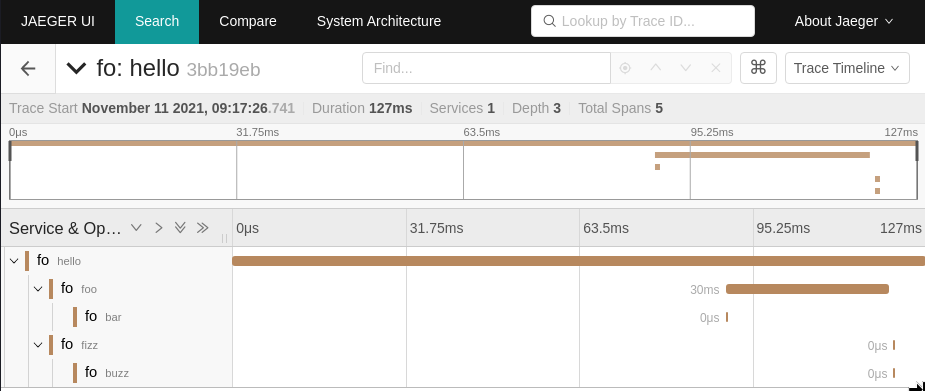 JAEGER UI Search Compare System Architecture Lookup by Trace ID... About Jaeger
fo: hello 3bb19eb Find... ⌘ Trace Timeline
Trace Start November 11 2021, 09:17:26.741 Duration 127ms Services 1 Depth 3 Total Spans 5
0μs 31.75ms 63.5ms 95.25ms 127ms
Service & Op... 0μs 31.75ms 63.5ms 95.25ms 127ms
fo hello
fo foo 30ms
fo bar 0μs
fo fizz 0μs
fo buzz 0μs